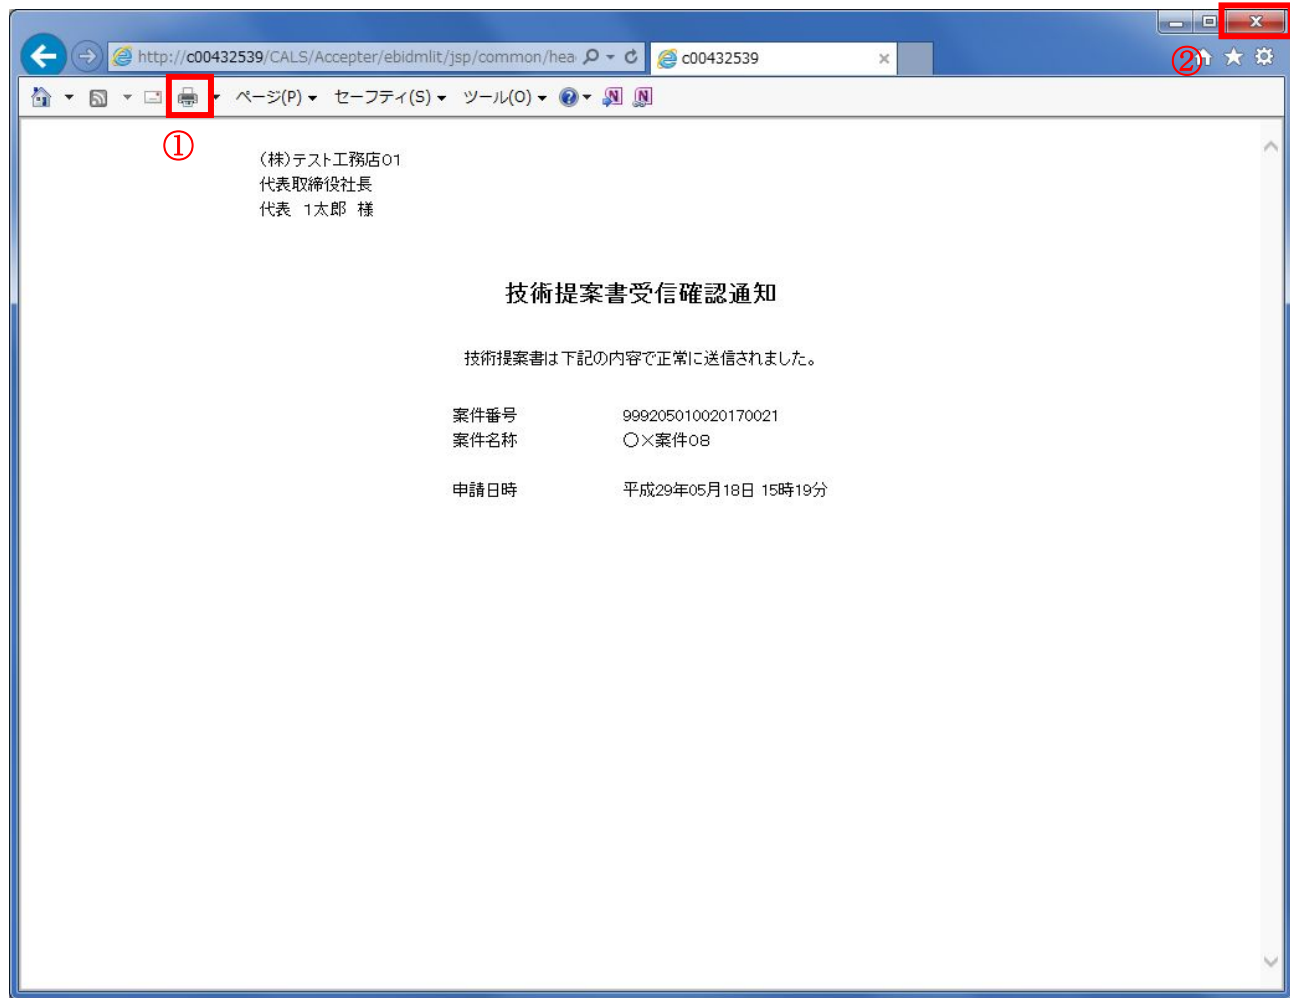 http://c00432539/CALS/Accepter/ebidmlit/jsp/common/hea
c00432539
②
ページ(P) セーフティ(S) ツール(O)
①
(株)テスト工務店01
代表取締役社長
代表 1太郎 様
技術提案書受信確認通知
技術提案書は下記の内容で正常に送信されました。
案件番号 999205010020170021
案件名称 〇×案件08
申請日時 平成29年05月18日 15時19分